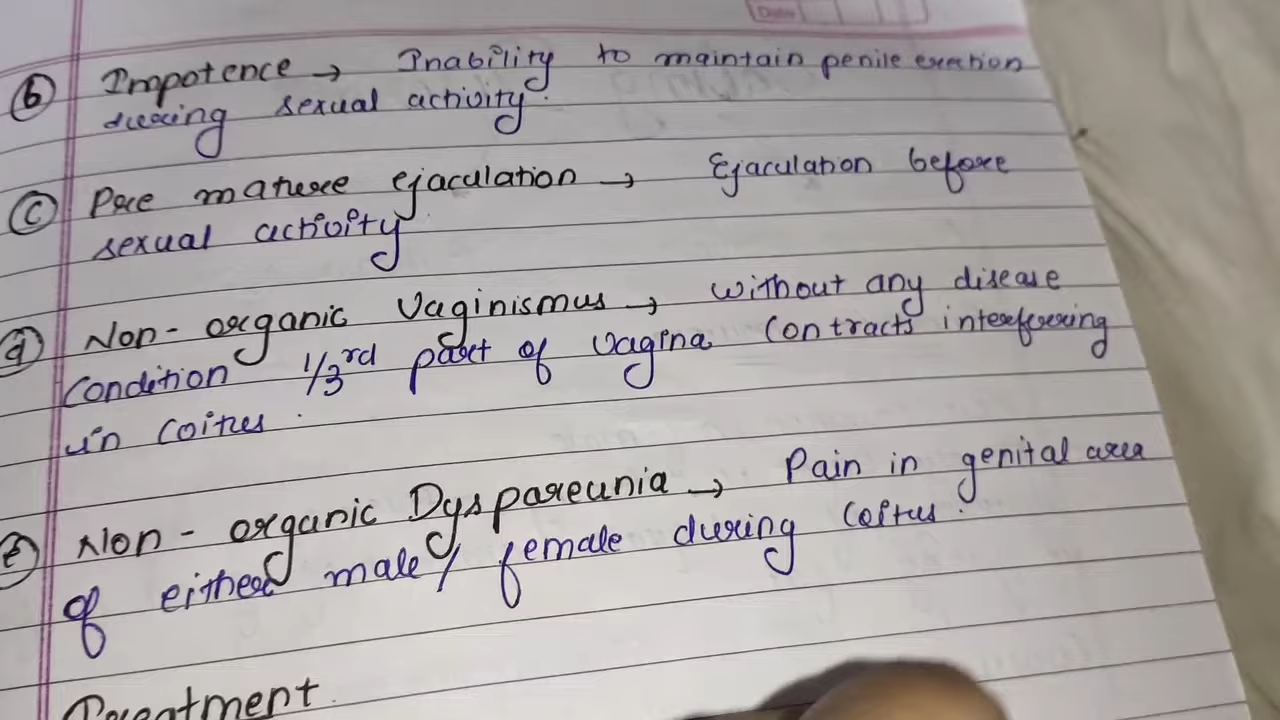 Date
b Impotence → Inability to maintain penile erection
during sexual activity.
c Pre mature ejaculation → Ejaculation before
sexual activity
d Non-organic Vaginismus → without any disease
condition 1/3rd part of vagina contracts interfering
in coitus.
Non-organic Dyspareunia → Pain in genital area
of either male/female during coitus.
Treatment